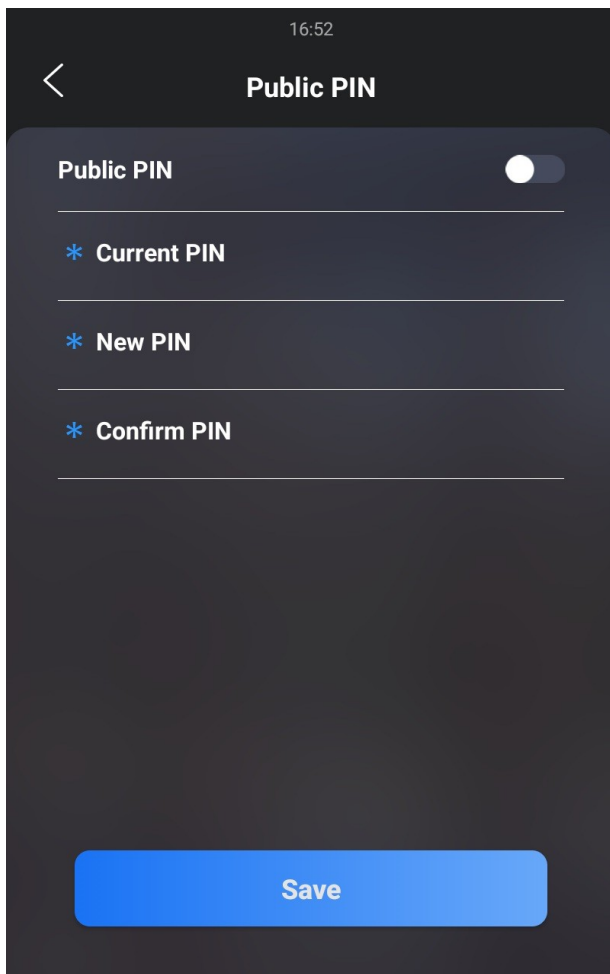 16:52
Public PIN
Public PIN
* Current PIN
* New PIN
* Confirm PIN
Save